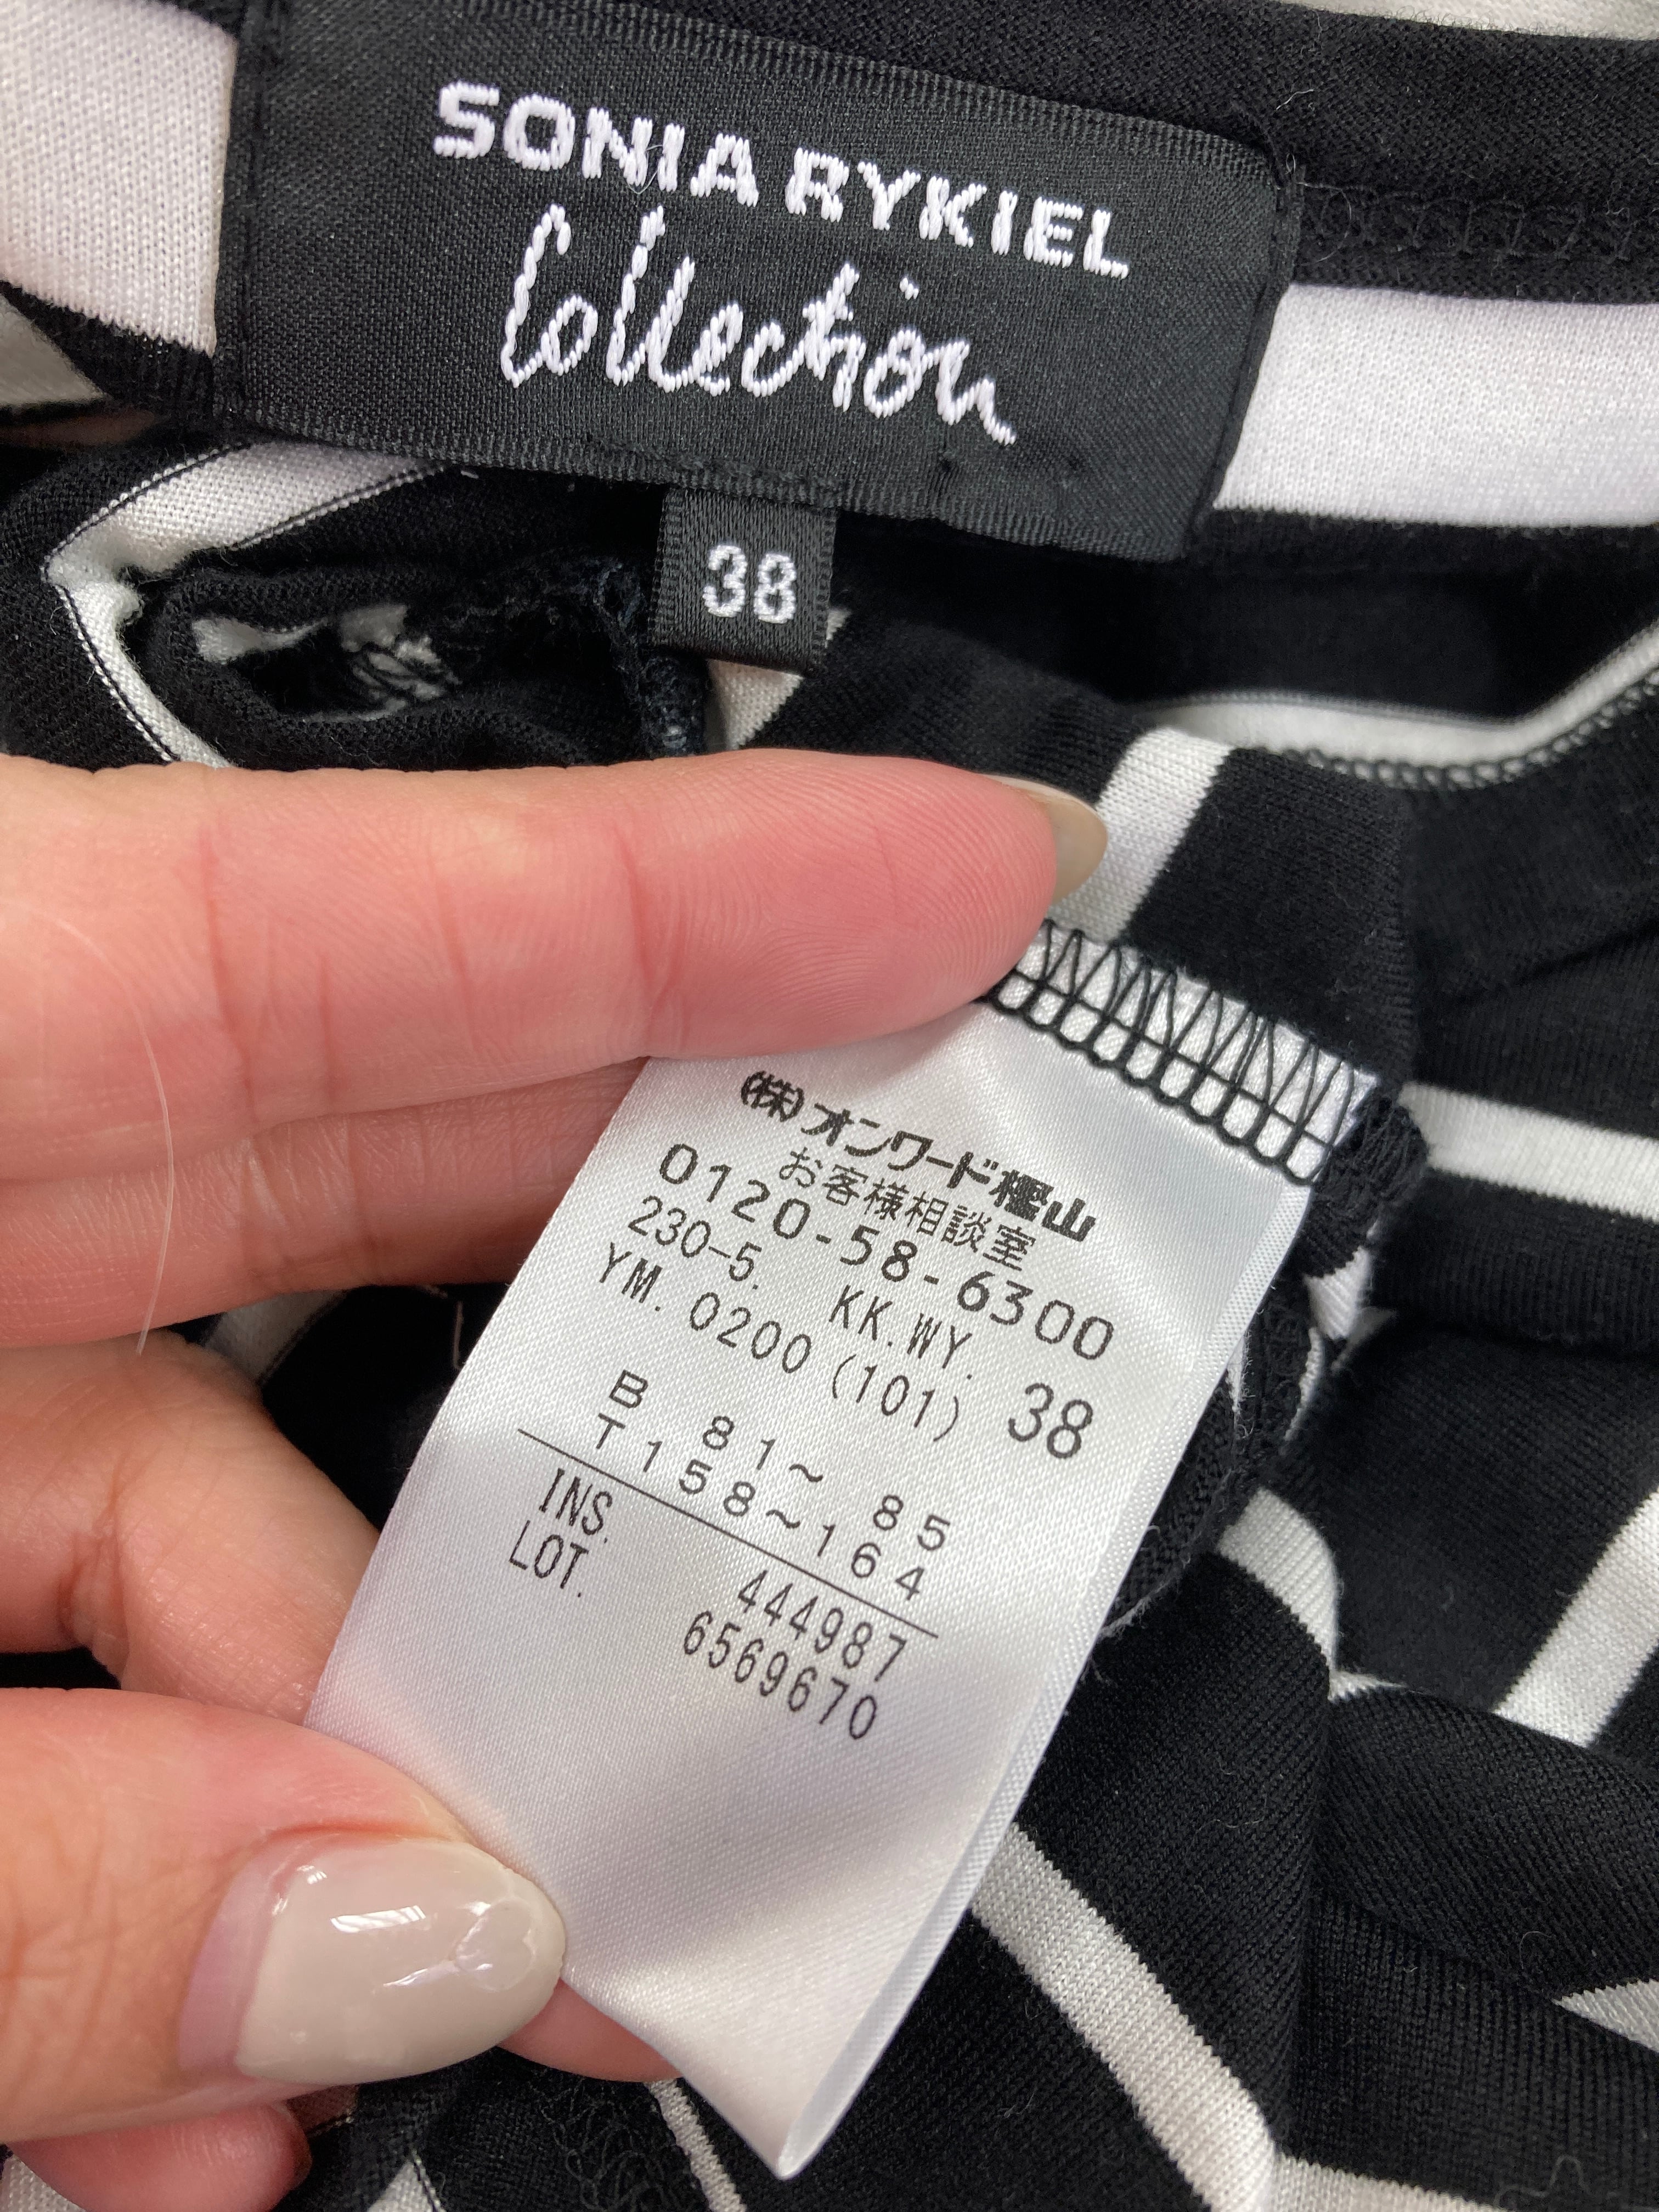 SONIA RYKIEL
Collection
38
(株)オンワード樫山
お客様相談室
0120-58-6300
230-5. KK.WY.
YM. 0200 (101) 38
B 81~ 85
T158~164
INS. 444987
LOT. 6569670